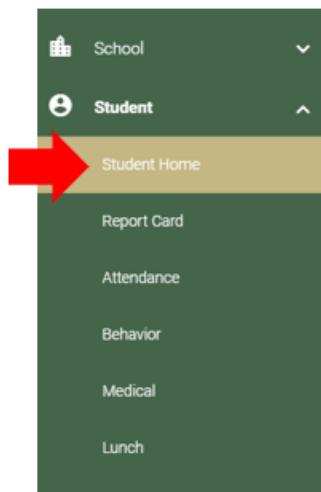 School
Student
Student Home
Report Card
Attendance
Behavior
Medical
Lunch